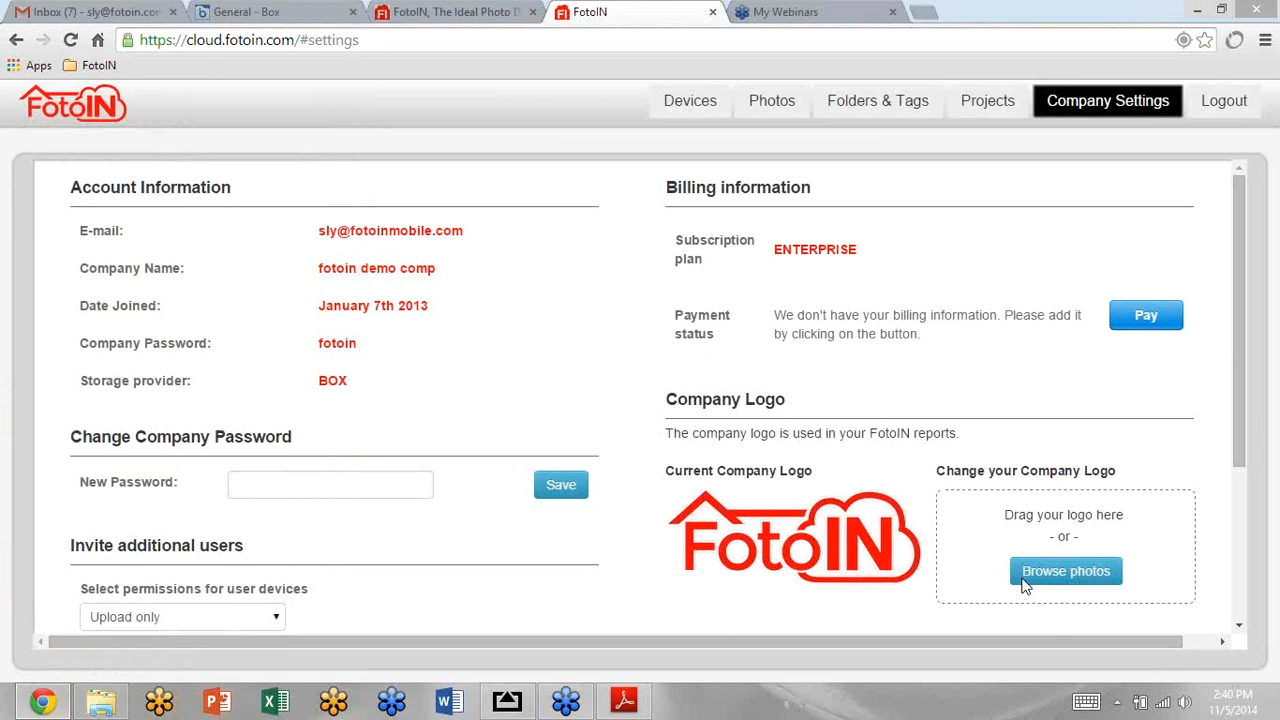 Inbox (7) - sly@fotoin.com
General - Box
FotoIN, The Ideal Photo D
FotoIN
My Webinars
https://cloud.fotoin.com/#settings
Apps
FotoIN
FotoIN
Devices
Photos
Folders & Tags
Projects
Company Settings
Logout
Account Information
E-mail: sly@fotoinmobile.com
Company Name: fotoin demo comp
Date Joined: January 7th 2013
Company Password: fotoin
Storage provider: BOX
Change Company Password
New Password:
Save
Invite additional users
Select permissions for user devices
Upload only
Billing information
Subscription
plan
ENTERPRISE
Payment
status
We don't have your billing information. Please add it
by clicking on the button.
Pay
Company Logo
The company logo is used in your FotoIN reports.
Current Company Logo
FotoIN
Change your Company Logo
Drag your logo here
- or -
Browse photos
2:40 PM
11/5/2014